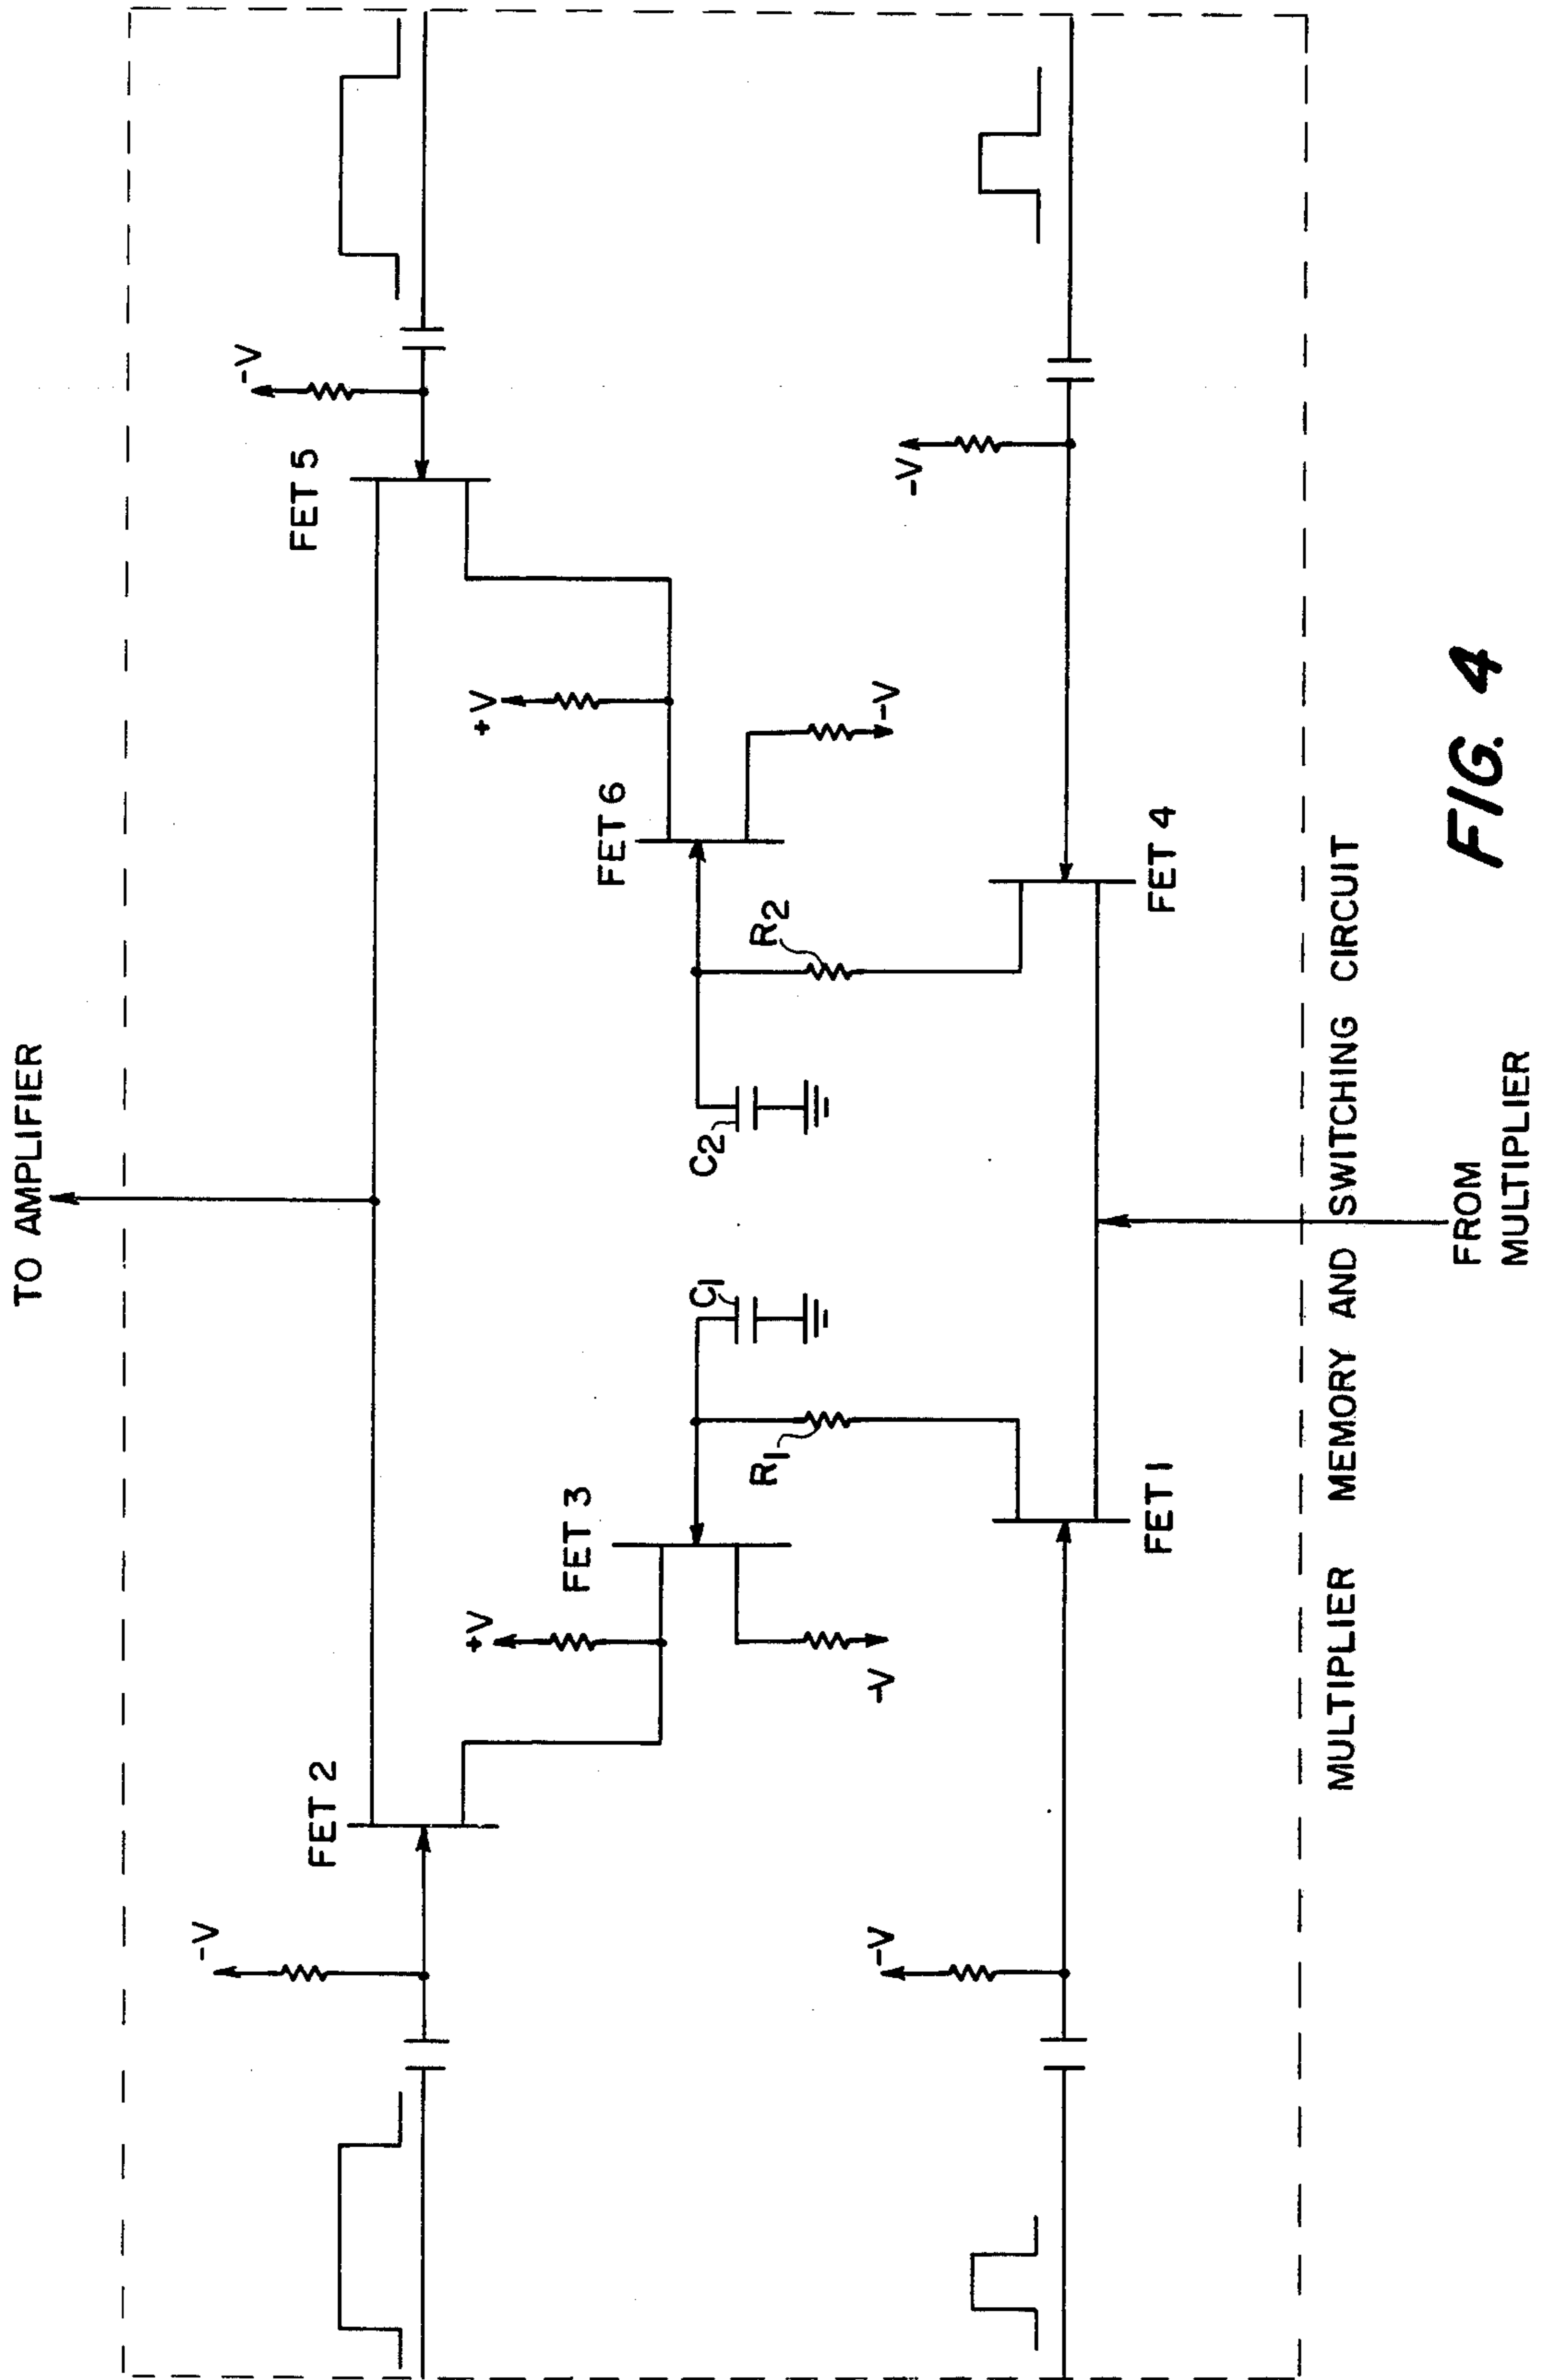 TO AMPLIFIER
-V
FET 2
+V
FET 3
-V
C1
R1
-V
FET 1
-V
FET 5
+V
FET 6
-V
C2
R2
-V
FET 4
MULTIPLIER MEMORY AND SWITCHING CIRCUIT
FROM
MULTIPLIER
FIG. 4